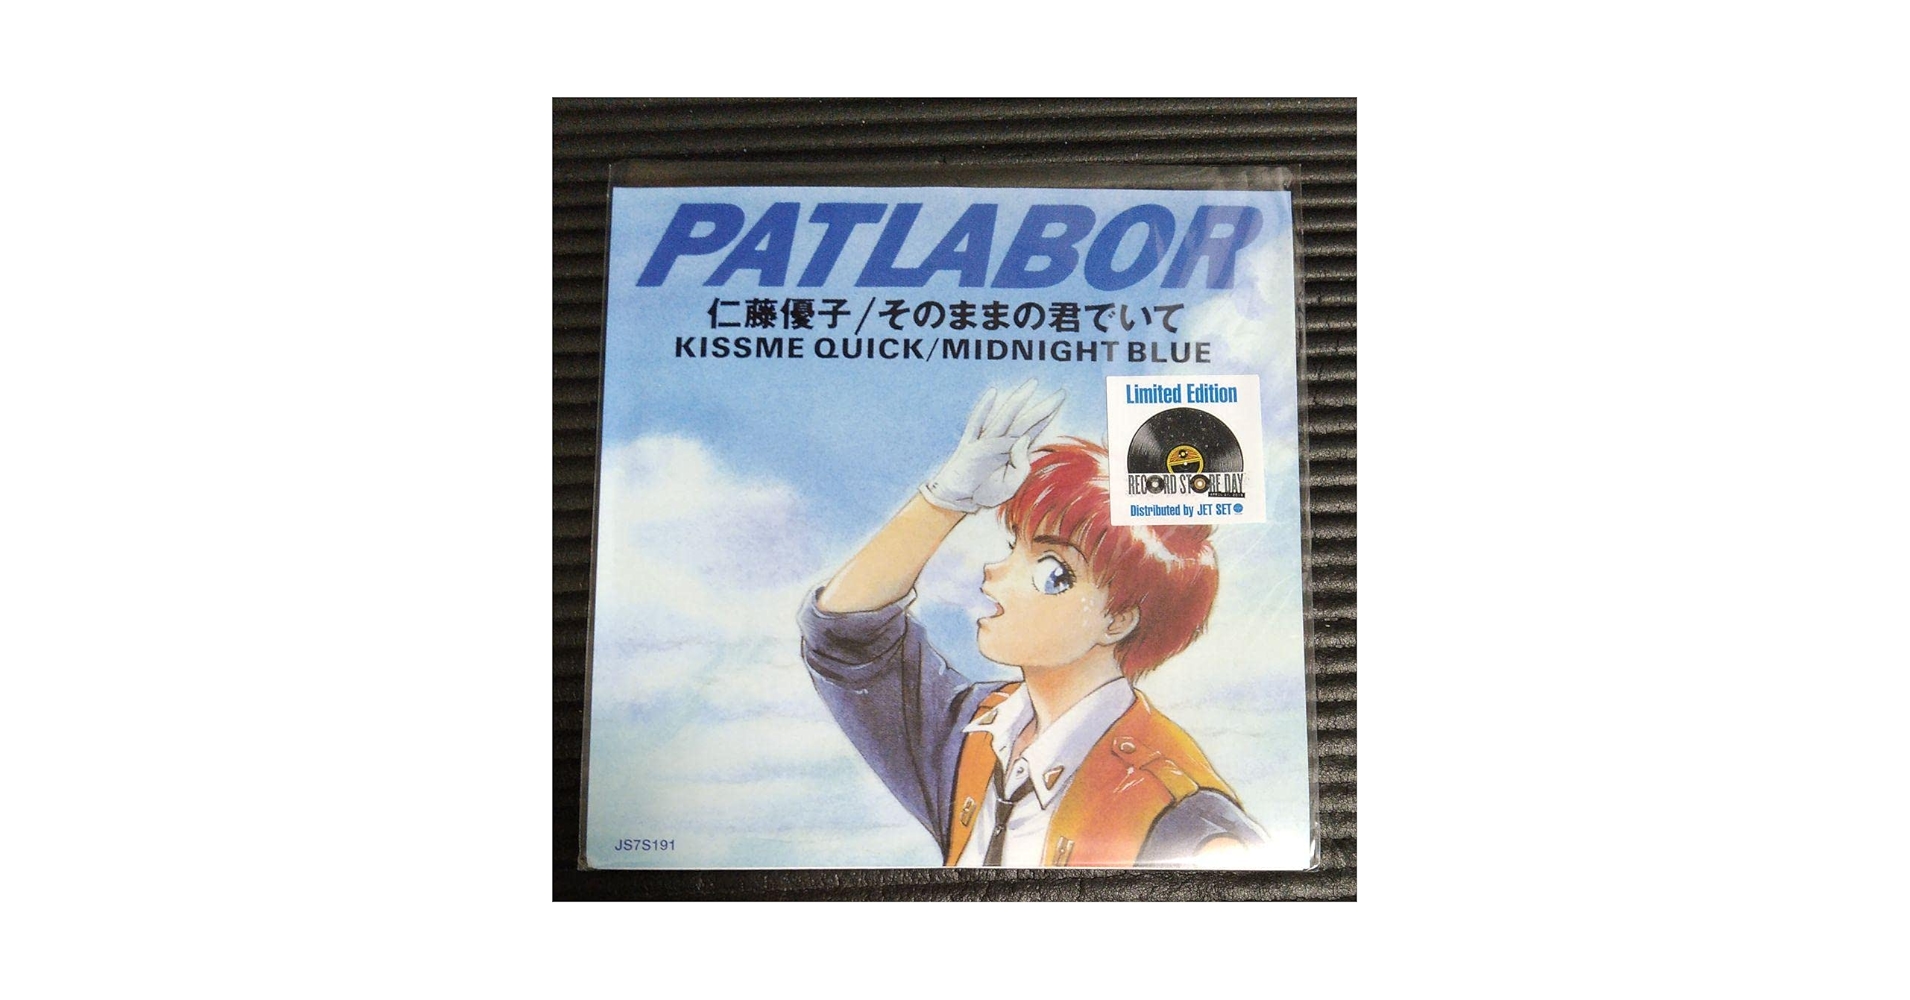 PATLABOR
仁藤優子/そのままの君でいて
KISSME QUICK/MIDNIGHT BLUE
Limited Edition
RECORD STORE DAY
Distributed by JET SET
JS7S191